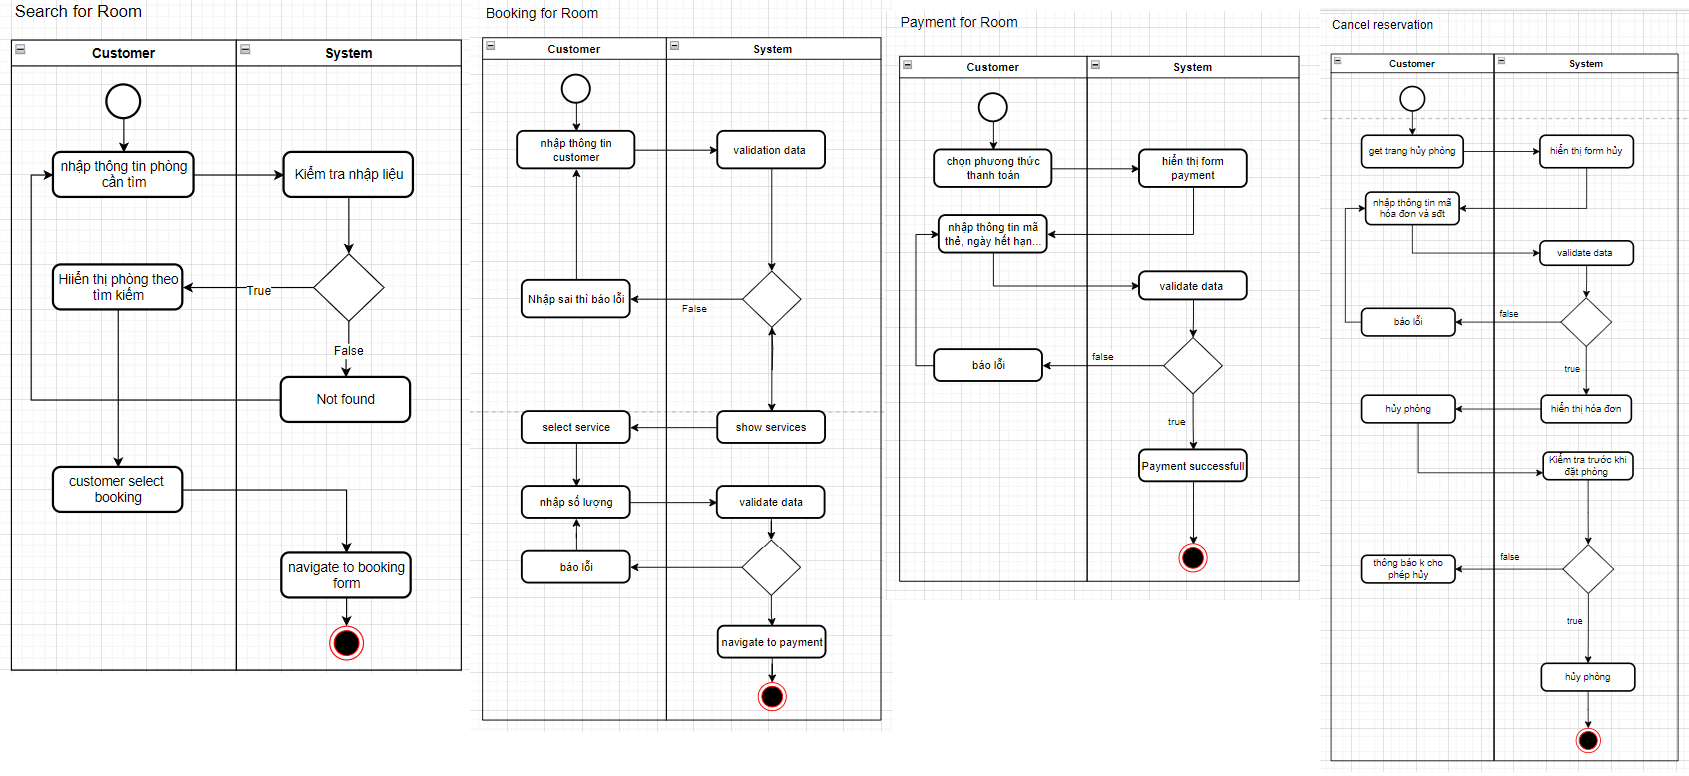 Search for Room
Customer
System
nhập thông tin phòng
cần tìm
Kiểm tra nhập liệu
Hiiển thị phòng theo
tìm kiếm
True
False
Not found
customer select
booking
navigate to booking
form
Booking for Room
Customer
System
nhập thông tin
customer
validation data
Nhập sai thì báo lỗi
False
select service
show services
nhập số lượng
validate data
báo lỗi
navigate to payment
Payment for Room
Customer
System
chọn phương thức
thanh toán
hiển thị form
payment
nhập thông tin mã
thẻ, ngày hết hạn...
validate data
báo lỗi
false
true
Payment successfull
Cancel reservation
Customer
System
get trang hủy phòng
hiển thị form hủy
nhập thông tin mã
hóa đơn và sđt
validate data
báo lỗi
false
true
hủy phòng
hiển thị hóa đơn
Kiểm tra trước khi
đặt phòng
false
thông báo k cho
phép hủy
true
hủy phòng